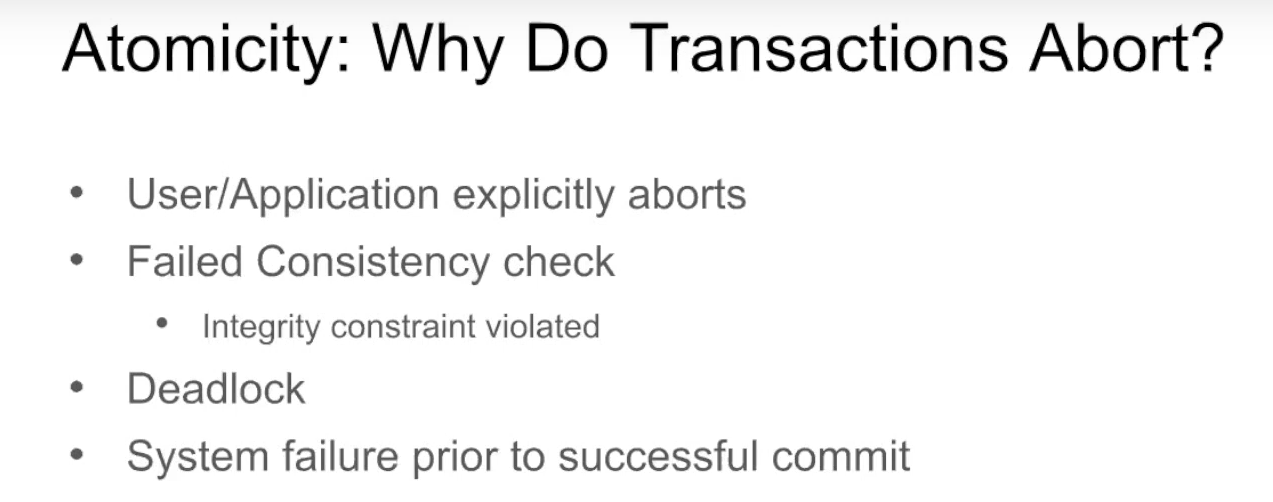 Atomicity: Why Do Transactions Abort?
• User/Application explicitly aborts
• Failed Consistency check
• Integrity constraint violated
• Deadlock
• System failure prior to successful commit